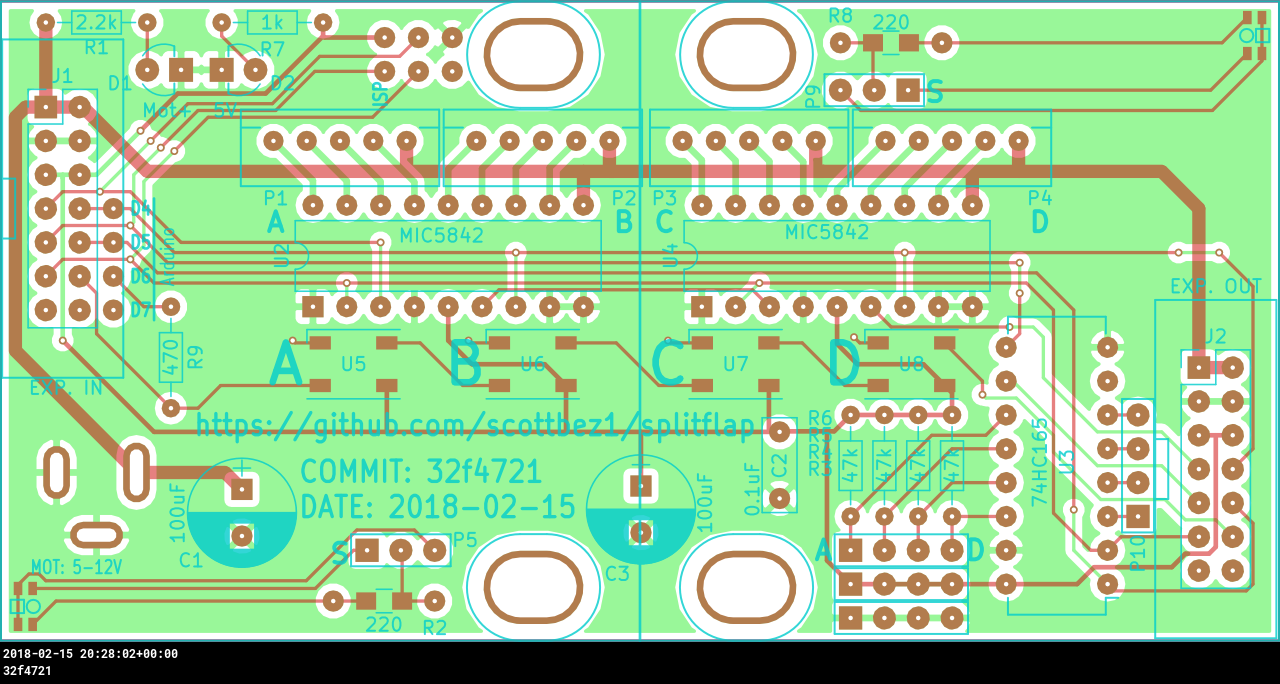 2.2k
1k
R8
220
R1
R7
J1
D1
D2
Mot+
5V
ISP
P9
S
P1
P2
P3
P4
A
B
C
D
D4
MIC5842
MIC5842
U2
U4
D5
Arduino
D6
D7
EXP. OUT
J2
470
R9
U5
U6
U7
U8
A
B
C
D
EXP. IN
https://github.com/scottbez1/splitflap
R6
0.1uF
C2
47k
47k
47k
47k
74HC165
U3
COMMIT: 32f4721
DATE: 2018-02-15
100uF
100uF
C1
C3
S
P5
A
D
P10
MOT: 5-12V
220
R2
2018-02-15 20:28:02+00:00
32f4721